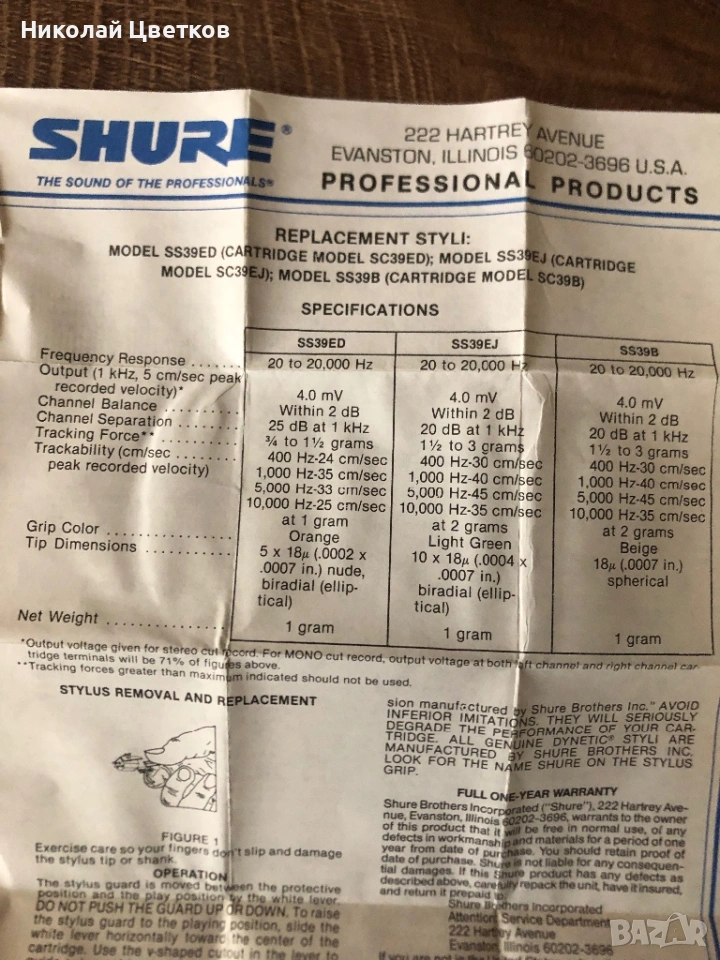 Николай Цветков
SHURE®
THE SOUND OF THE PROFESSIONALS®
222 HARTREY AVENUE
EVANSTON, ILLINOIS 60202-3696 U.S.A.
PROFESSIONAL PRODUCTS
REPLACEMENT STYLI:
MODEL SS39ED (CARTRIDGE MODEL SC39ED); MODEL SS39EJ (CARTRIDGE
MODEL SC39EJ); MODEL SS39B (CARTRIDGE MODEL SC39B)
SPECIFICATIONS
SS39ED SS39EJ SS39B
Frequency Response ....... 20 to 20,000 Hz 20 to 20,000 Hz 20 to 20,000 Hz
Output (1 kHz, 5 cm/sec peak
recorded velocity)* 4.0 mV 4.0 mV 4.0 mV
Channel Balance .......... Within 2 dB Within 2 dB Within 2 dB
Channel Separation ....... 25 dB at 1 kHz 20 dB at 1 kHz 20 dB at 1 kHz
Tracking Force** ......... ¾ to 1½ grams 1½ to 3 grams 1½ to 3 grams
Trackability (cm/sec ...... 400 Hz-24 cm/sec 400 Hz-30 cm/sec 400 Hz-30 cm/sec
peak recorded velocity) 1,000 Hz-35 cm/sec 1,000 Hz-40 cm/sec 1,000 Hz-40 cm/sec
5,000 Hz-33 cm/sec 5,000 Hz-45 cm/sec 5,000 Hz-45 cm/sec
10,000 Hz-25 cm/sec 10,000 Hz-35 cm/sec 10,000 Hz-35 cm/sec
at 1 gram at 2 grams at 2 grams
Grip Color ............... Orange Light Green Beige
Tip Dimensions ........... 5 x 18µ (.0002 x 10 x 18µ (.0004 x 18µ (.0007 in.)
.0007 in.) nude, .0007 in.) spherical
biradial (ellip- biradial (ellip-
tical) tical)
Net Weight ............... 1 gram 1 gram 1 gram
*Output voltage given for stereo cut record. For MONO cut record, output voltage at both left channel and right channel car-
tridge terminals will be 71% of figures above.
**Tracking forces greater than maximum indicated should not be used.
STYLUS REMOVAL AND REPLACEMENT
FIGURE 1
Exercise care so your fingers don't slip and damage
the stylus tip or shank.
OPERATION
The stylus guard is moved between the protective
position and the play position by the white lever.
DO NOT PUSH THE GUARD UP OR DOWN. To raise
the stylus guard to the playing position, slide the
white lever horizontally toward the center of the
cartridge. Use the v-shaped cutout in the lever to
sion manufactured by Shure Brothers Inc." AVOID
INFERIOR IMITATIONS. THEY WILL SERIOUSLY
DEGRADE THE PERFORMANCE OF YOUR CAR-
TRIDGE. ALL GENUINE DYNETIC® STYLI ARE
MANUFACTURED BY SHURE BROTHERS INC.
LOOK FOR THE NAME SHURE ON THE STYLUS
GRIP.
FULL ONE-YEAR WARRANTY
Shure Brothers Incorporated ("Shure"), 222 Hartrey Ave-
nue, Evanston, Illinois 60202-3696, warrants to the owner
of this product that it will be free in normal use, of any
defects in workmanship and materials for a period of one
year from date of purchase. You should retain proof of
date of purchase. Shure is not liable for any consequen-
tial damages. If this Shure product has any defects as
described above, carefully repack the unit, have it insured,
and return it prepaid to:
Shure Brothers Incorporated
Attention: Service Department
222 Hartrey Avenue
Evanston, Illinois 60202-3696
If you are not in the United States
BAZAR